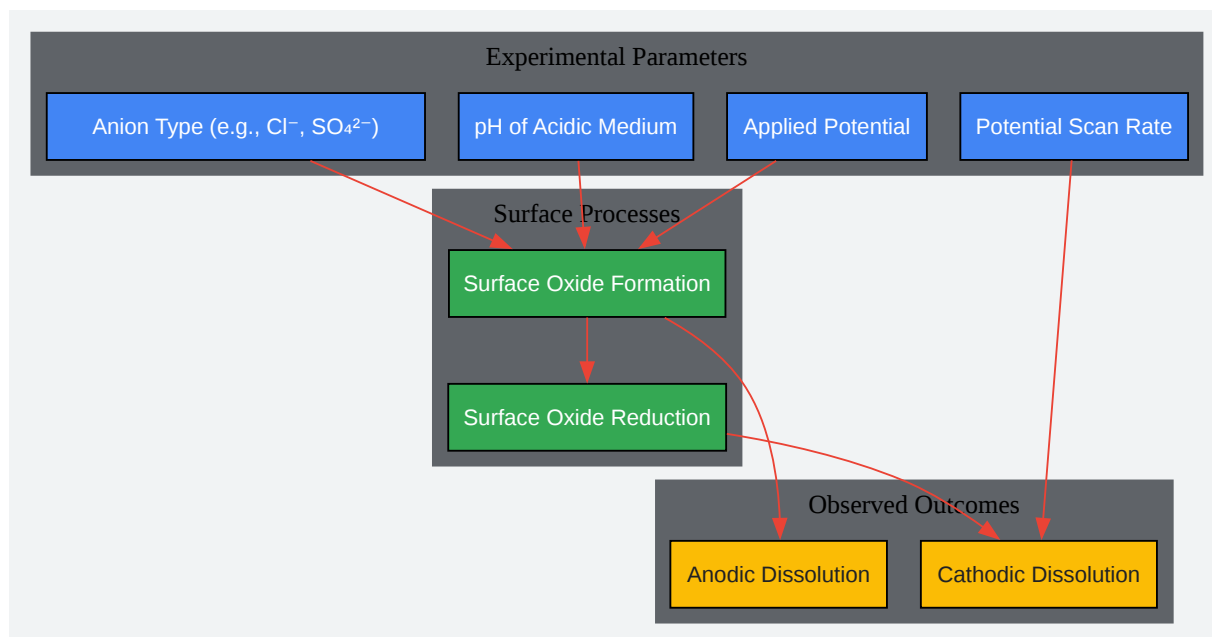 Experimental Parameters
Anion Type (e.g., Cl⁻, SO₄²⁻)
pH of Acidic Medium
Applied Potential
Potential Scan Rate
Surface Processes
Surface Oxide Formation
Surface Oxide Reduction
Observed Outcomes
Anodic Dissolution
Cathodic Dissolution